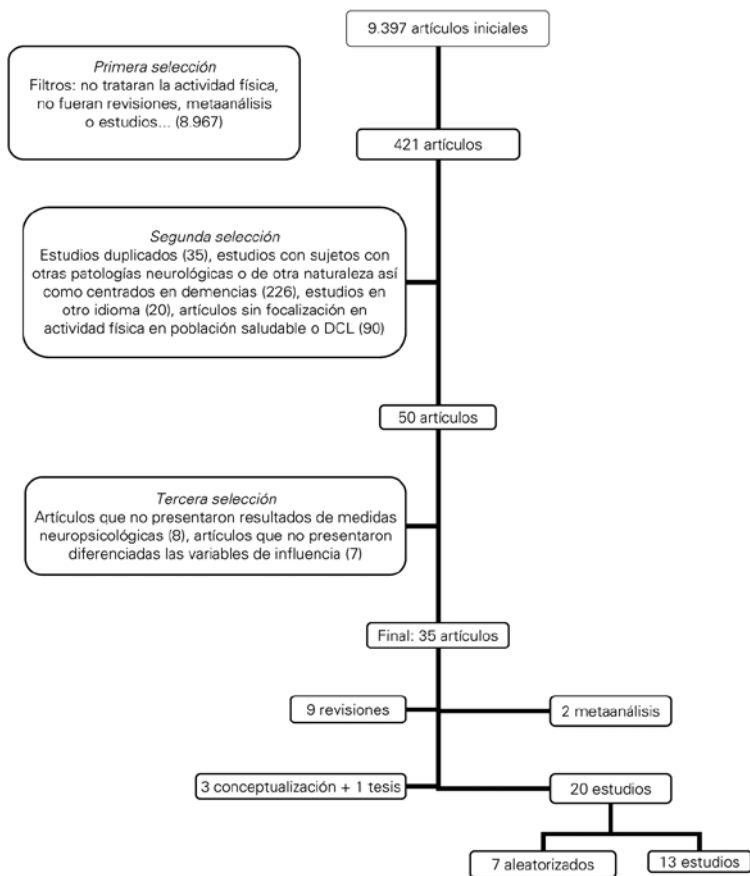 9.397 artículos iniciales
Primera selección
Filtros: no trataran la actividad física,
no fueran revisiones, metaanálisis
o estudios... (8.967)
421 artículos
Segunda selección
Estudios duplicados (35), estudios con sujetos con
otras patologías neurológicas o de otra naturaleza así
como centrados en demencias (226), estudios en
otro idioma (20), artículos sin focalización en
actividad física en población saludable o DCL (90)
50 artículos
Tercera selección
Artículos que no presentaron resultados de medidas
neuropsicológicas (8), artículos que no presentaron
diferenciadas las variables de influencia (7)
Final: 35 artículos
9 revisiones
2 metaanálisis
3 conceptualización + 1 tesis
20 estudios
7 aleatorizados
13 estudios